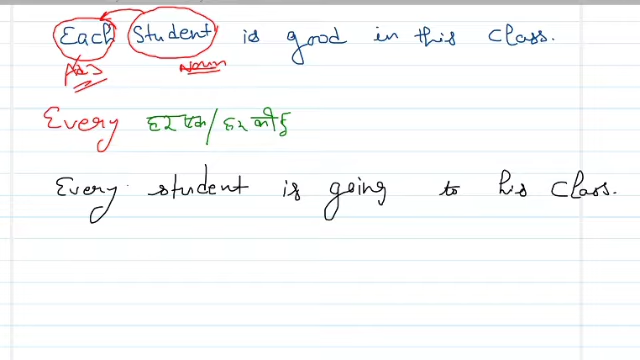 Each Student is good in this class.
Adj Noun
Every हर एक/हर कोई
Every student is going to his class.